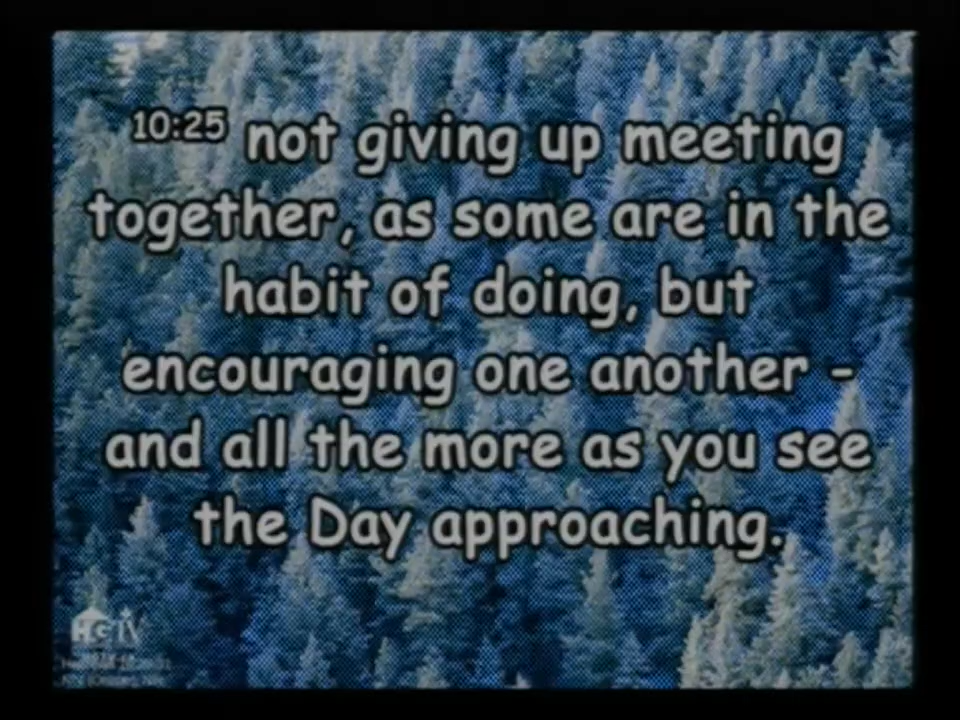 10:25 not giving up meeting
together, as some are in the
habit of doing, but
encouraging one another -
and all the more as you see
the Day approaching.
HGTV